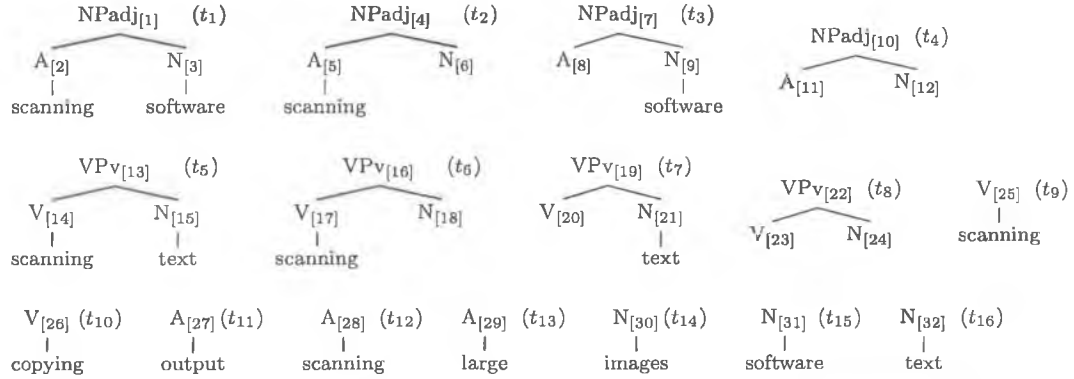 NPadj[1] (t1) NPadj[4] (t2) NPadj[7] (t3) NPadj[10] (t4)
A[2] N[3] A[5] N[6] A[8] N[9] A[11] N[12]
scanning software scanning software
VPv[13] (t5) VPv[16] (t6) VPv[19] (t7) VPv[22] (t8) V[25] (t9)
V[14] N[15] V[17] N[18] V[20] N[21] V[23] N[24] scanning
scanning text scanning text
V[26] (t10) A[27] (t11) A[28] (t12) A[29] (t13) N[30] (t14) N[31] (t15) N[32] (t16)
copying output scanning large images software text